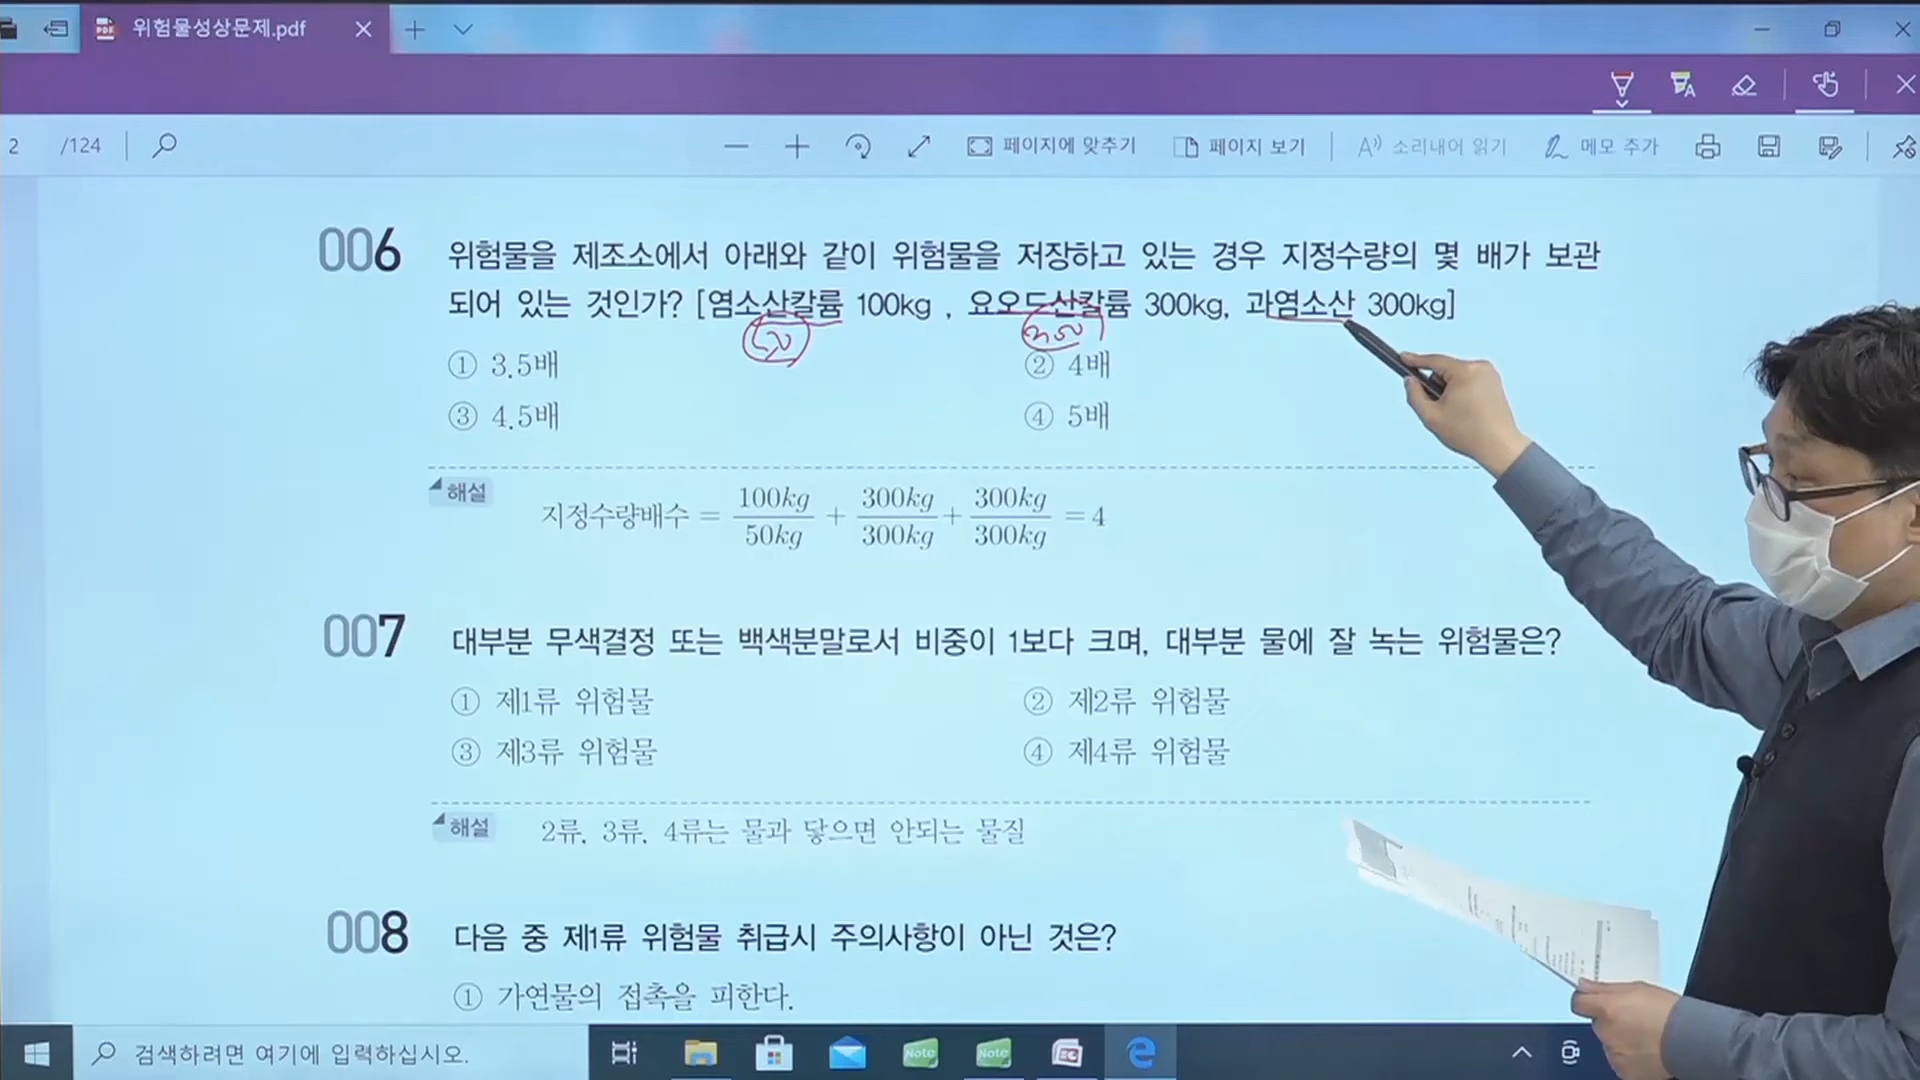 위험물성상문제.pdf
2 /124
페이지에 맞추기
페이지 보기
소리내어 읽기
메모 추가
006 위험물을 제조소에서 아래와 같이 위험물을 저장하고 있는 경우 지정수량의 몇 배가 보관
되어 있는 것인가? [염소산칼륨 100kg , 요오드산칼륨 300kg, 과염소산 300kg]
50
300
① 3.5배 ② 4배
③ 4.5배 ④ 5배
해설 지정수량배수 = 100kg/50kg + 300kg/300kg + 300kg/300kg = 4
007 대부분 무색결정 또는 백색분말로서 비중이 1보다 크며, 대부분 물에 잘 녹는 위험물은?
① 제1류 위험물 ② 제2류 위험물
③ 제3류 위험물 ④ 제4류 위험물
해설 2류, 3류, 4류는 물과 닿으면 안되는 물질
008 다음 중 제1류 위험물 취급시 주의사항이 아닌 것은?
① 가연물의 접촉을 피한다.
검색하려면 여기에 입력하십시오.
Note
Note